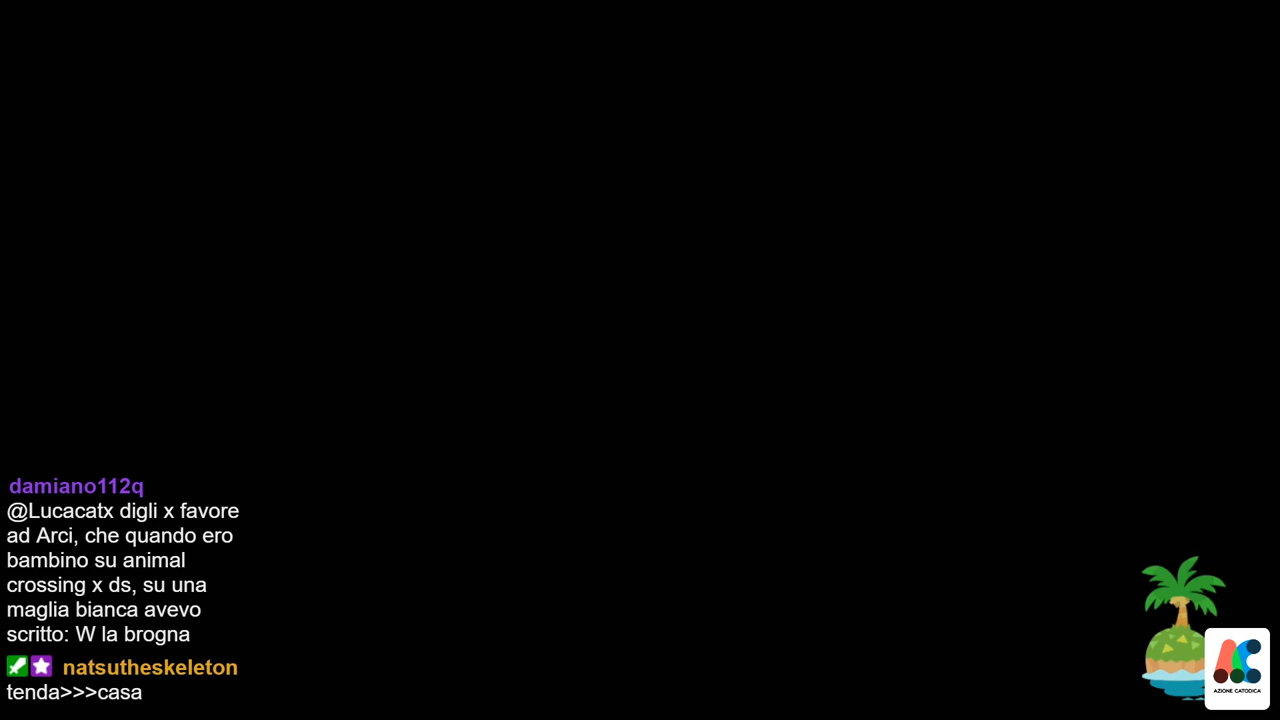 damiano112q
@Lucacatx digli x favore
ad Arci, che quando ero
bambino su animal
crossing x ds, su una
maglia bianca avevo
scritto: W la brogna
natsutheskeleton
tenda>>>casa
AZIONE CATODICA